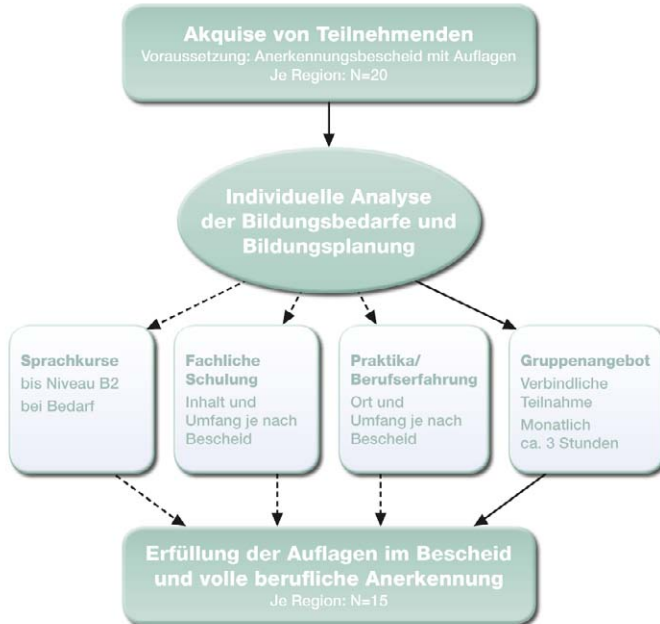 Akquise von Teilnehmenden
Voraussetzung: Anerkennungsbescheid mit Auflagen
Je Region: N=20
Individuelle Analyse
der Bildungsbedarfe und
Bildungsplanung
Sprachkurse
bis Niveau B2
bei Bedarf
Fachliche
Schulung
Inhalt und
Umfang je nach
Bescheid
Praktika/
Berufserfahrung
Ort und
Umfang je nach
Bescheid
Gruppenangebot
Verbindliche
Teilnahme
Monatlich
ca. 3 Stunden
Erfüllung der Auflagen im Bescheid
und volle berufliche Anerkennung
Je Region: N=15